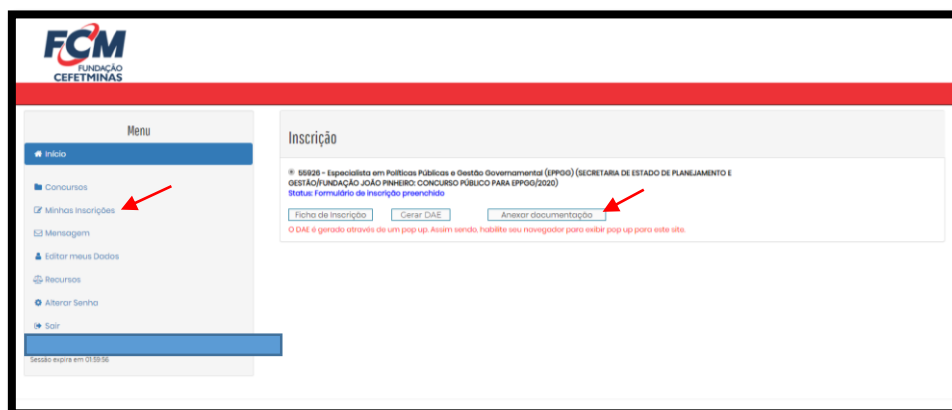 FCM
FUNDAÇÃO
CEFETMINAS
Menu
Início
Concursos
Minhas Inscrições
Mensagem
Editar meus Dados
Recursos
Alterar Senha
Sair
Sessão expira em 01:59:56
Inscrição
55926 - Especialista em Políticas Públicas e Gestão Governamental (EPPGG) (SECRETARIA DE ESTADO DE PLANEJAMENTO E
GESTÃO/FUNDAÇÃO JOÃO PINHEIRO: CONCURSO PÚBLICO PARA EPPGG/2020)
Status: Formulário de inscrição preenchido
Ficha de Inscrição Gerar DAE Anexar documentação
O DAE é gerado através de um pop up. Assim sendo, habilite seu navegador para exibir pop up para este site.